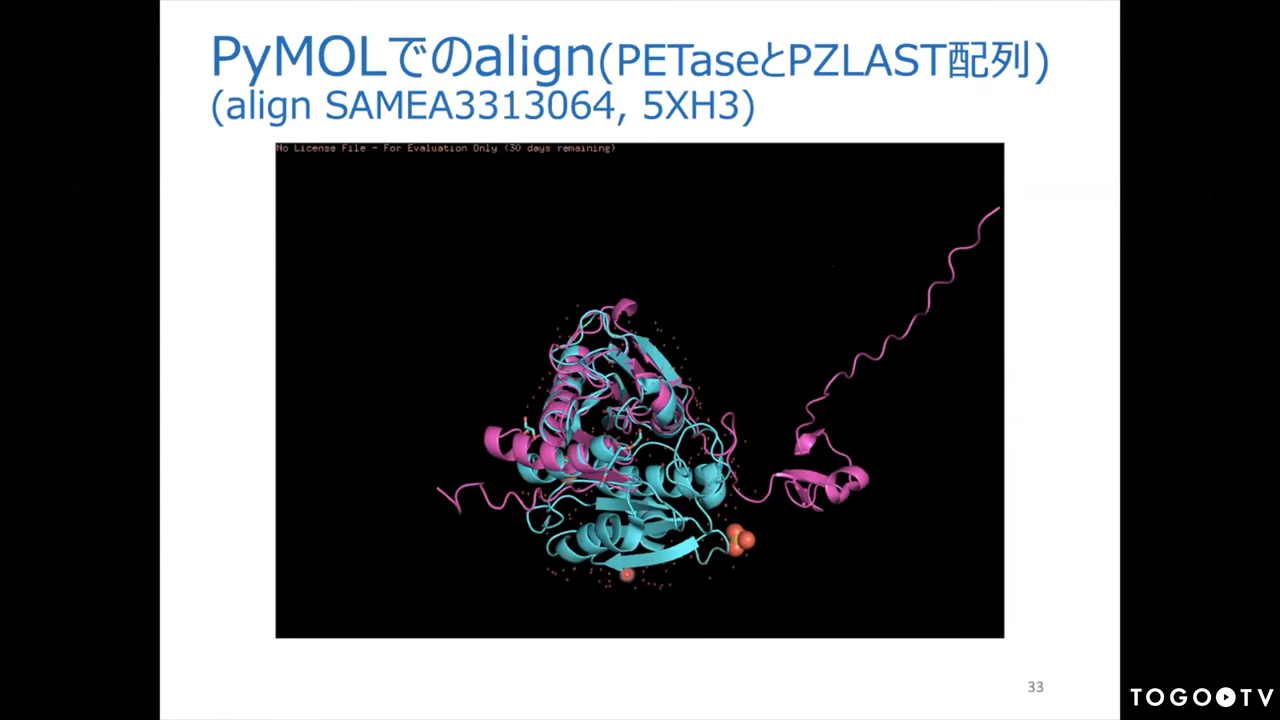 PyMOLでのalign(PETaseとPZLAST配列)
(align SAMEA3313064, 5XH3)
No License File - For Evaluation Only (30 days remaining)
33
TOGO TV